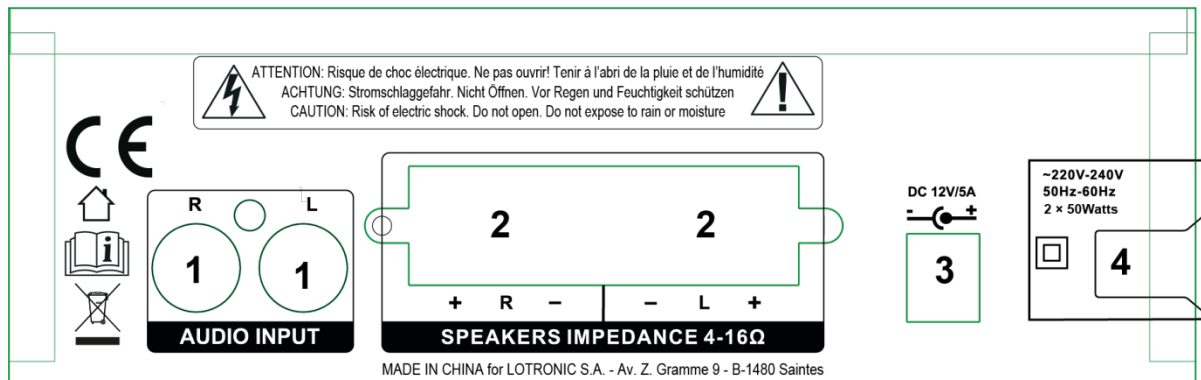 ATTENTION: Risque de choc électrique. Ne pas ouvrir! Tenir à l'abri de la pluie et de l'humidité
ACHTUNG: Stromschlaggefahr. Nicht Öffnen. Vor Regen und Feuchtigkeit schützen
CAUTION: Risk of electric shock. Do not open. Do not expose to rain or moisture
CE
R L
1 1
AUDIO INPUT
2 2
+ R − − L +
SPEAKERS IMPEDANCE 4-16Ω
DC 12V/5A
- +
3
~220V-240V
50Hz-60Hz
2 × 50Watts
4
MADE IN CHINA for LOTRONIC S.A. - Av. Z. Gramme 9 - B-1480 Saintes